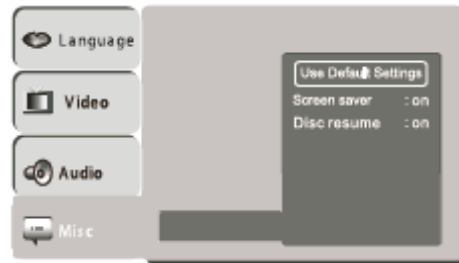 Language
Video
Audio
Misc
Use Default Settings
Screen saver : on
Disc resume : on